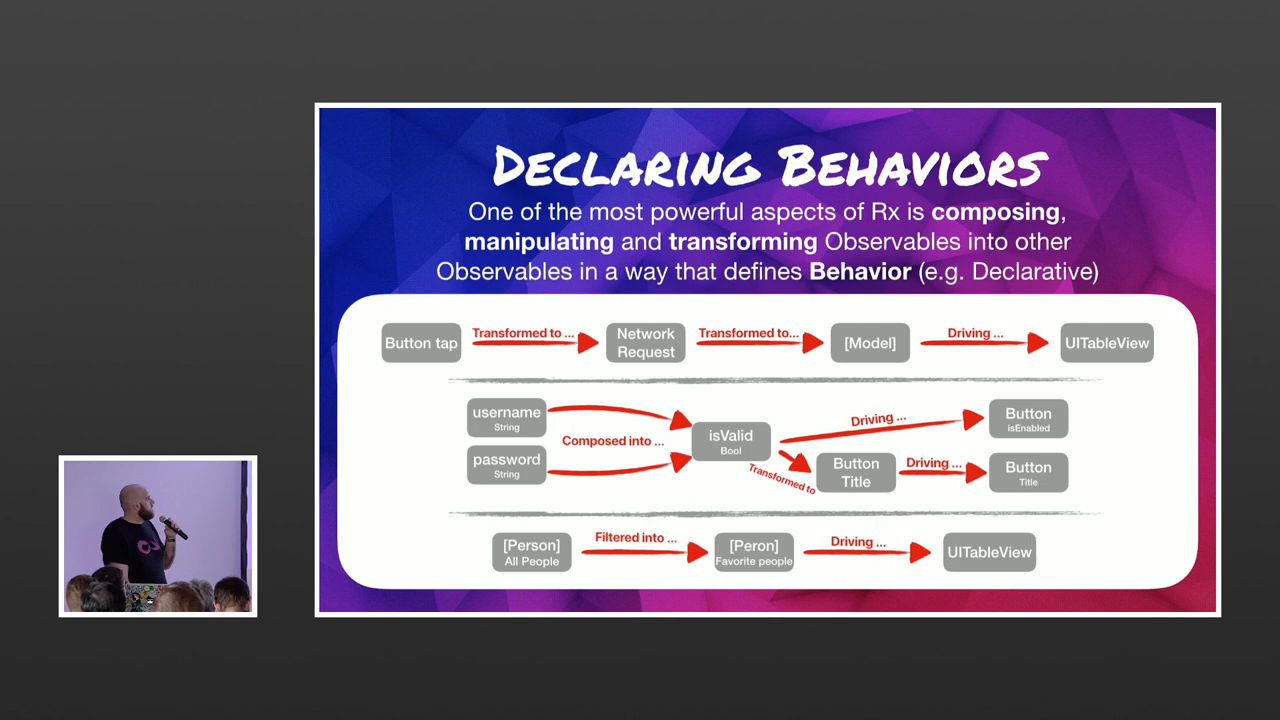 DECLARING BEHAVIORS
One of the most powerful aspects of Rx is composing,
manipulating and transforming Observables into other
Observables in a way that defines Behavior (e.g. Declarative)
Button tap
Transformed to ...
Network
Request
Transformed to...
[Model]
Driving ...
UITableView
username
String
password
String
Composed into ...
isValid
Bool
Driving ...
Button
isEnabled
Transformed to
Button
Title
Driving ...
Button
Title
[Person]
All People
Filtered into ...
[Peron]
Favorite people
Driving ...
UITableView